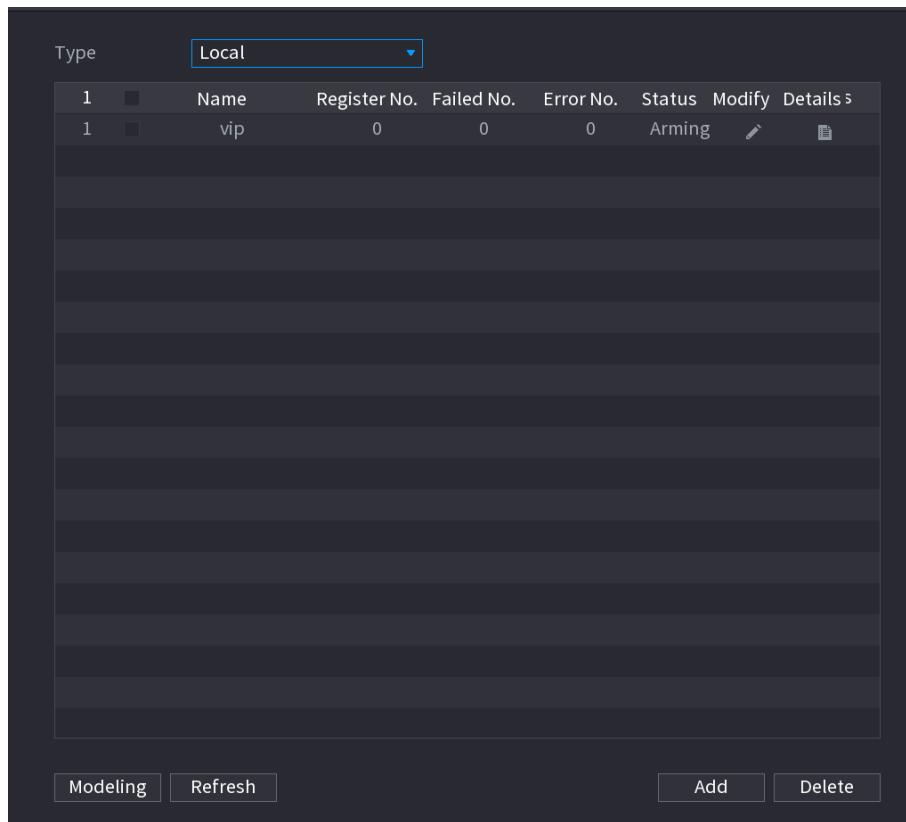 Type Local
1 Name Register No. Failed No. Error No. Status Modify Details s
1 vip 0 0 0 Arming
Modeling Refresh Add Delete